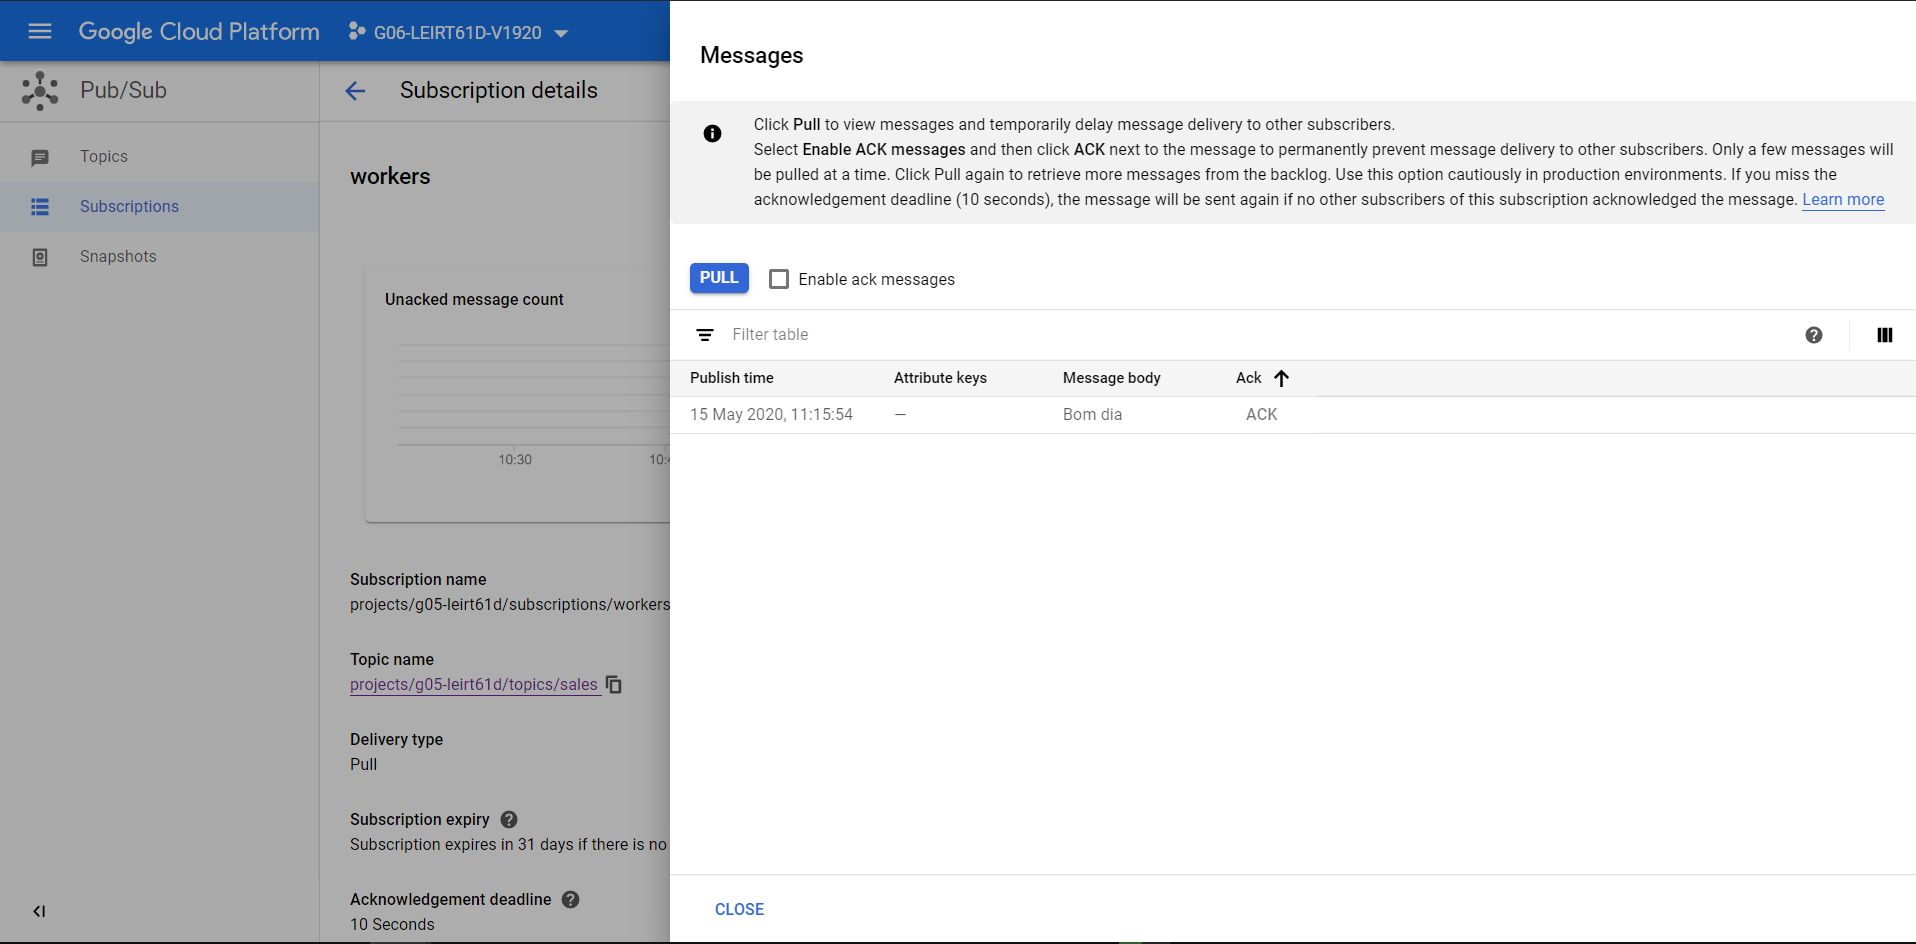 Google Cloud Platform
G06-LEIRT61D-V1920
Pub/Sub
Subscription details
Topics
Subscriptions
Snapshots
workers
Unacked message count
10:30
10:4
Subscription name
projects/g05-leirt61d/subscriptions/workers
Topic name
projects/g05-leirt61d/topics/sales
Delivery type
Pull
Subscription expiry
Subscription expires in 31 days if there is no
Acknowledgement deadline
10 Seconds
Messages
Click Pull to view messages and temporarily delay message delivery to other subscribers.
Select Enable ACK messages and then click ACK next to the message to permanently prevent message delivery to other subscribers. Only a few messages will
be pulled at a time. Click Pull again to retrieve more messages from the backlog. Use this option cautiously in production environments. If you miss the
acknowledgement deadline (10 seconds), the message will be sent again if no other subscribers of this subscription acknowledged the message. Learn more
PULL
Enable ack messages
Filter table
Publish time Attribute keys Message body Ack
15 May 2020, 11:15:54 — Bom dia ACK
CLOSE